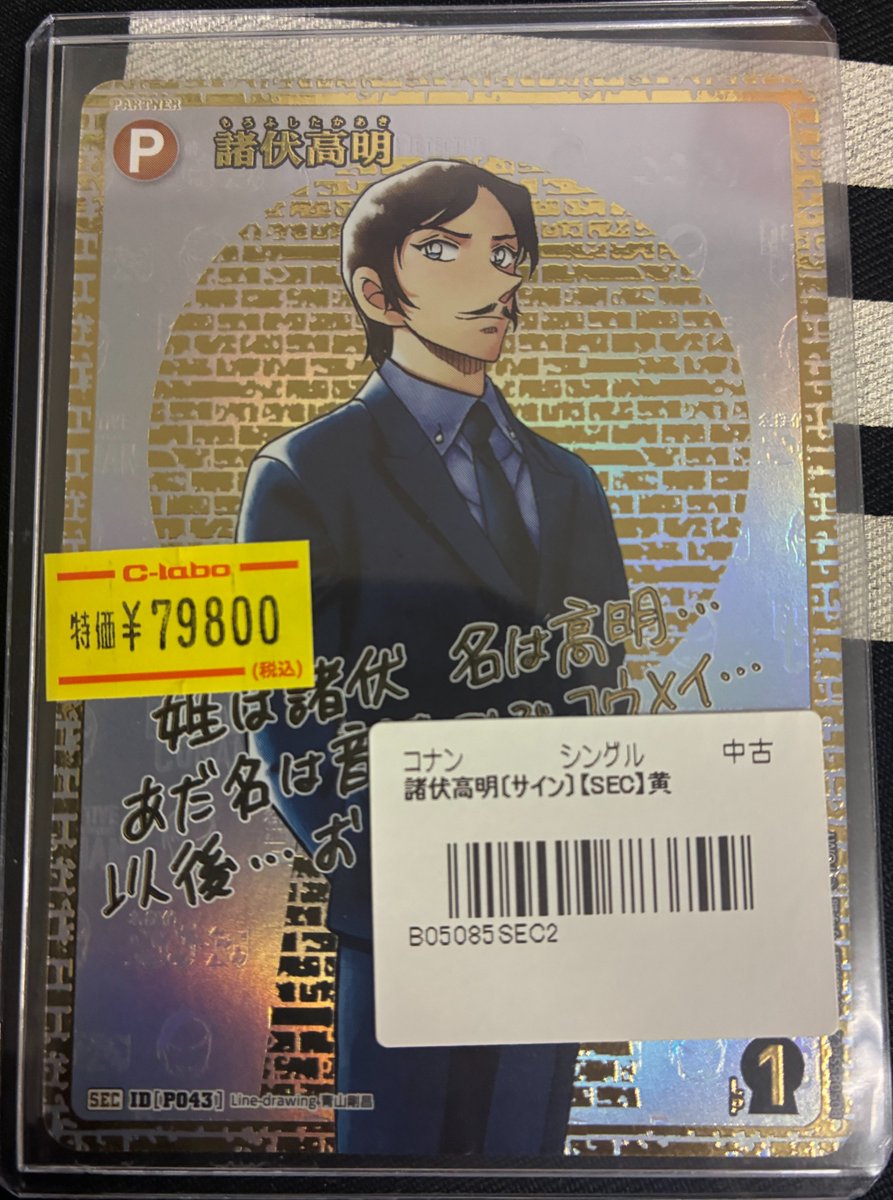 PARTNER
P
もろふしたかあき
諸伏高明
C-labo
特価¥79800
(税込)
姓は諸伏 名は高明…
あだ名は音 コウメイ…
以後…お
コナン シングル 中古
諸伏高明〔サイン〕【SEC】黄
B05085SEC2
SEC ID[P043] Line-drawing 青山剛昌
LP 1